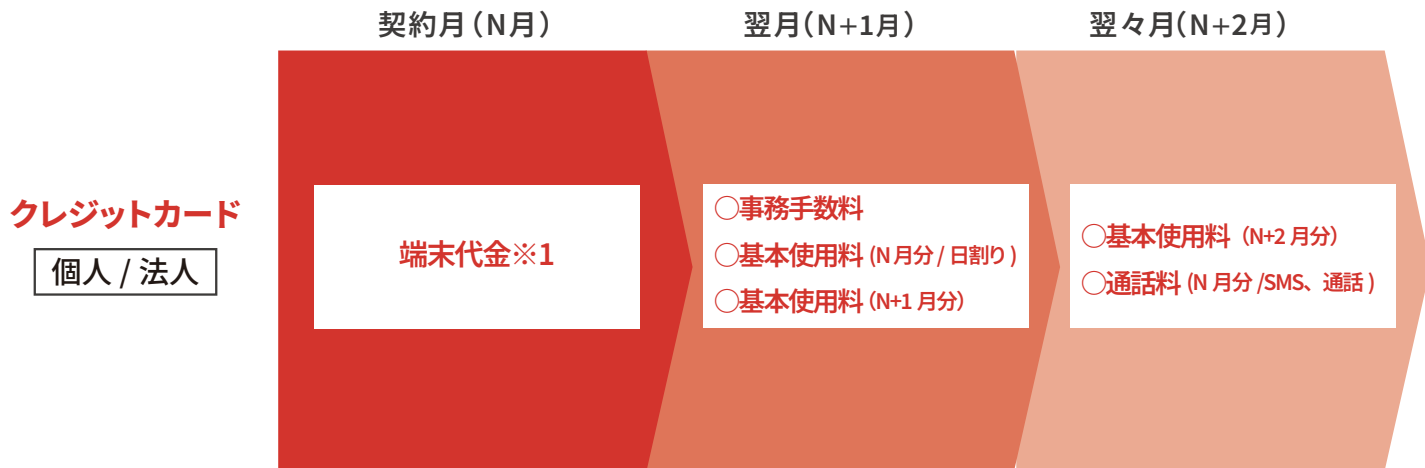 契約月(N月)
翌月(N+1月)
翌々月(N+2月)
クレジットカード
個人 / 法人
端末代金※1
○事務手数料
○基本使用料 (N 月分 / 日割り )
○基本使用料 (N+1 月分)
○基本使用料 (N+2 月分)
○通話料 (N 月分 /SMS、通話 )